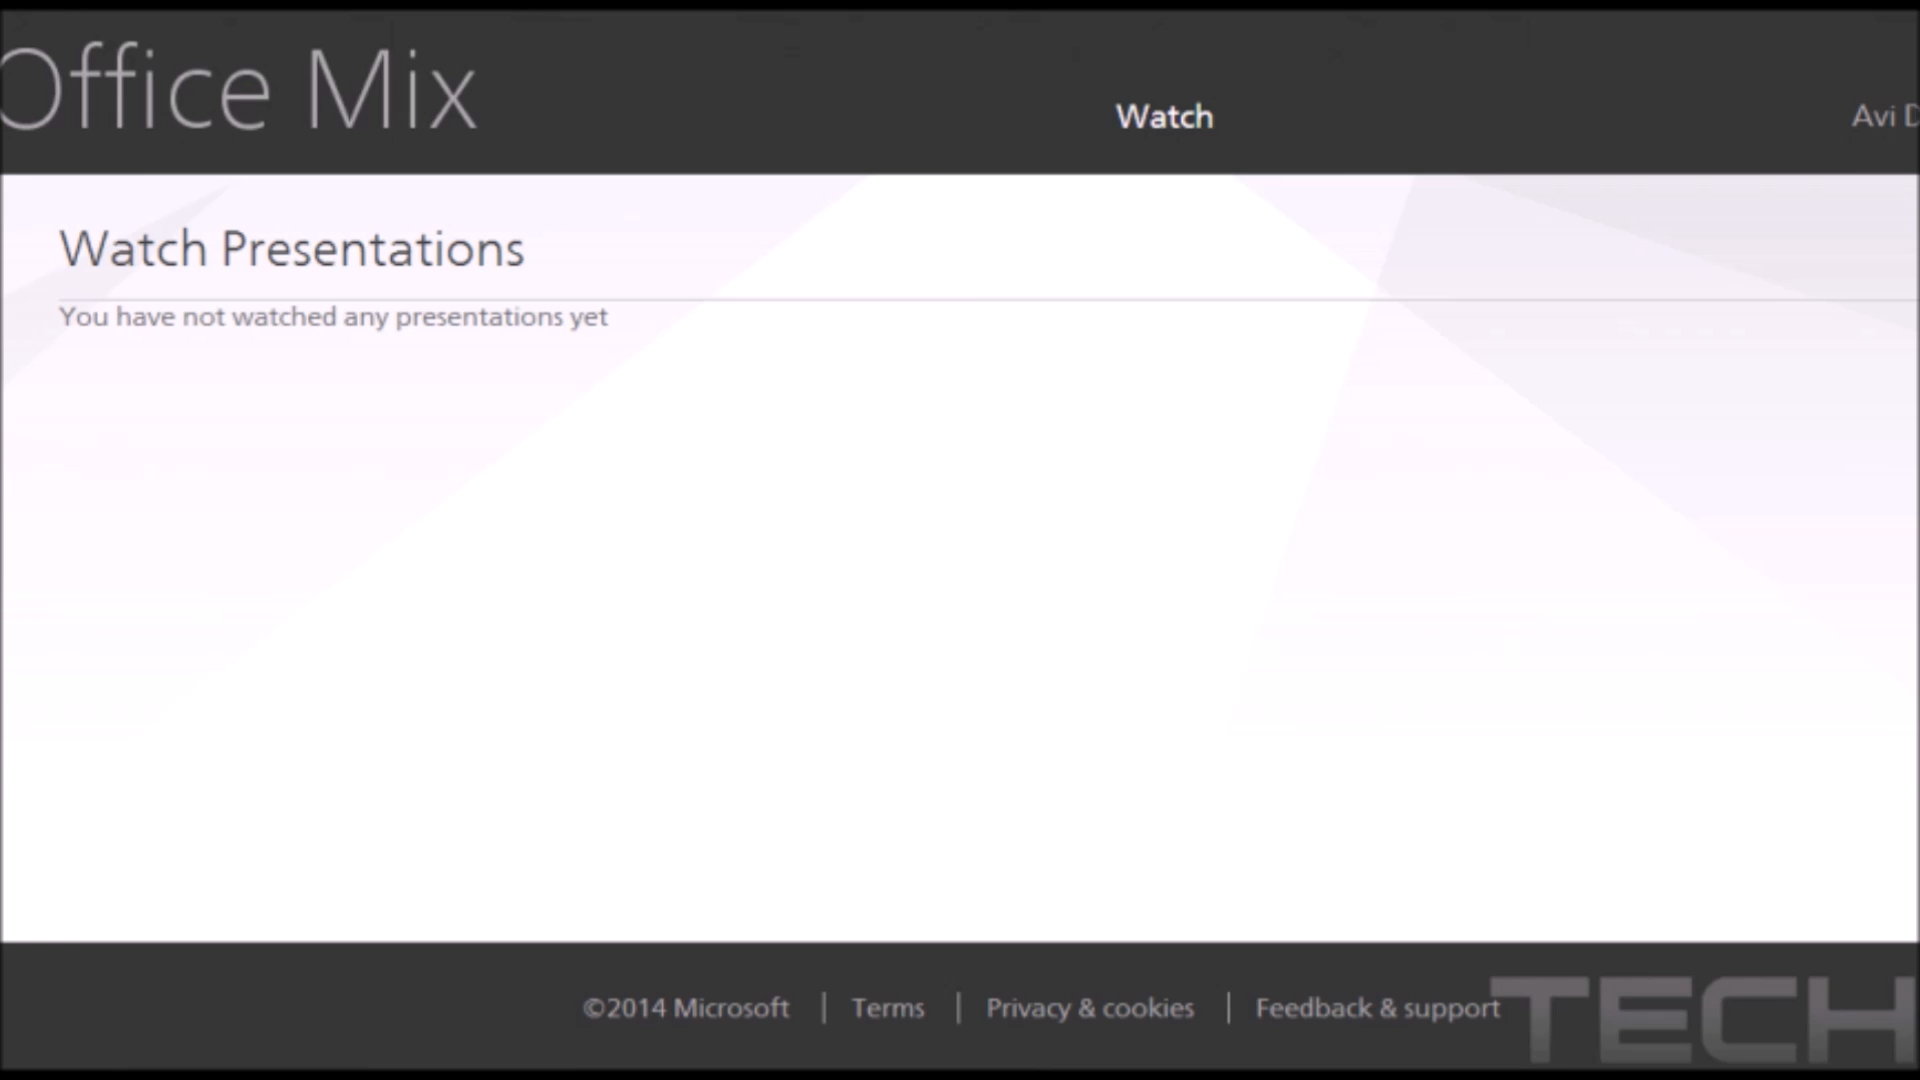 Office Mix
Watch
Avi D
Watch Presentations
You have not watched any presentations yet
©2014 Microsoft | Terms | Privacy & cookies | Feedback & support
TECH